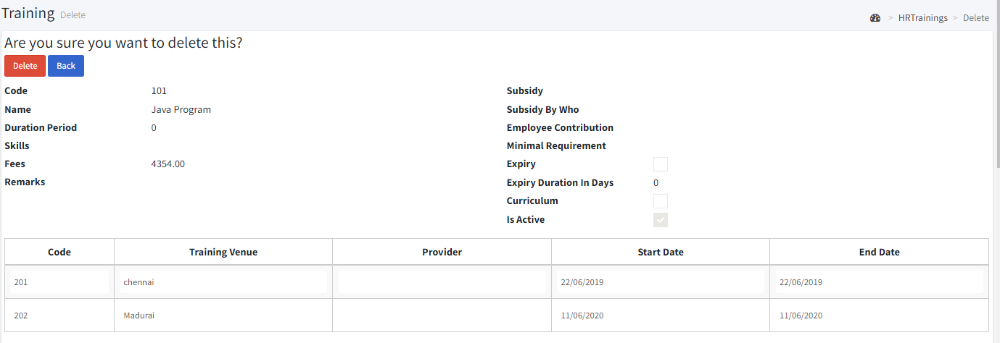 Training Delete
> HRTrainings > Delete
Are you sure you want to delete this?
Delete Back
Code 101
Name Java Program
Duration Period 0
Skills
Fees 4354.00
Remarks
Subsidy
Subsidy By Who
Employee Contribution
Minimal Requirement
Expiry
Expiry Duration In Days 0
Curriculum
Is Active
Code Training Venue Provider Start Date End Date
201 chennai 22/06/2019 22/06/2019
202 Madurai 11/06/2020 11/06/2020